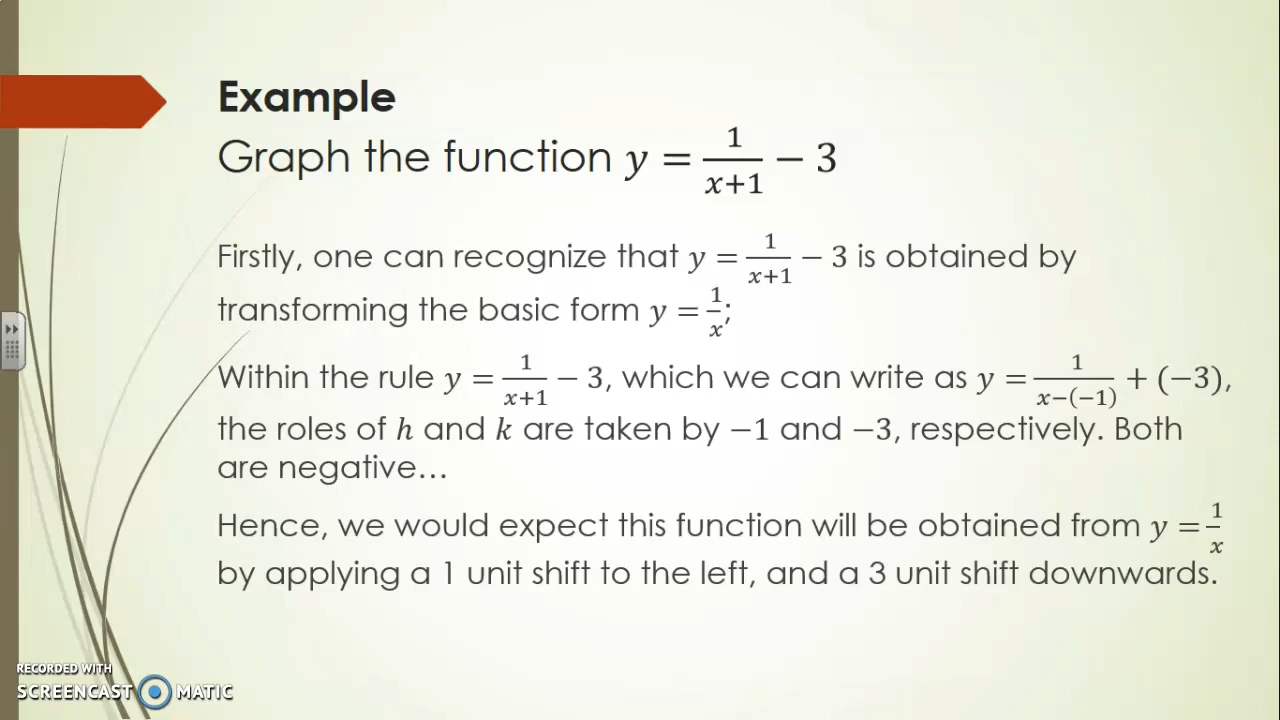 Example
Graph the function y = 1/(x+1) − 3
Firstly, one can recognize that y = 1/(x+1) − 3 is obtained by
transforming the basic form y = 1/x;
Within the rule y = 1/(x+1) − 3, which we can write as y = 1/(x−(−1)) + (−3),
the roles of h and k are taken by −1 and −3, respectively. Both
are negative…
Hence, we would expect this function will be obtained from y = 1/x
by applying a 1 unit shift to the left, and a 3 unit shift downwards.
RECORDED WITH
SCREENCAST MATIC